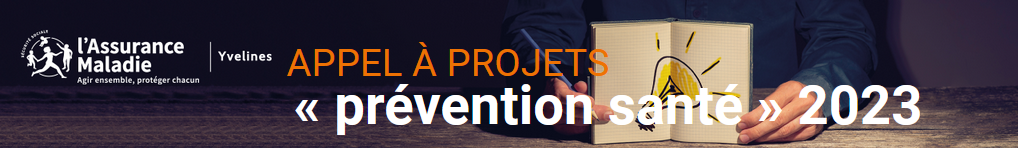 SÉCURITÉ SOCIALE
l'Assurance
Maladie
Agir ensemble, protéger chacun
Yvelines
APPEL À PROJETS
« prévention santé » 2023